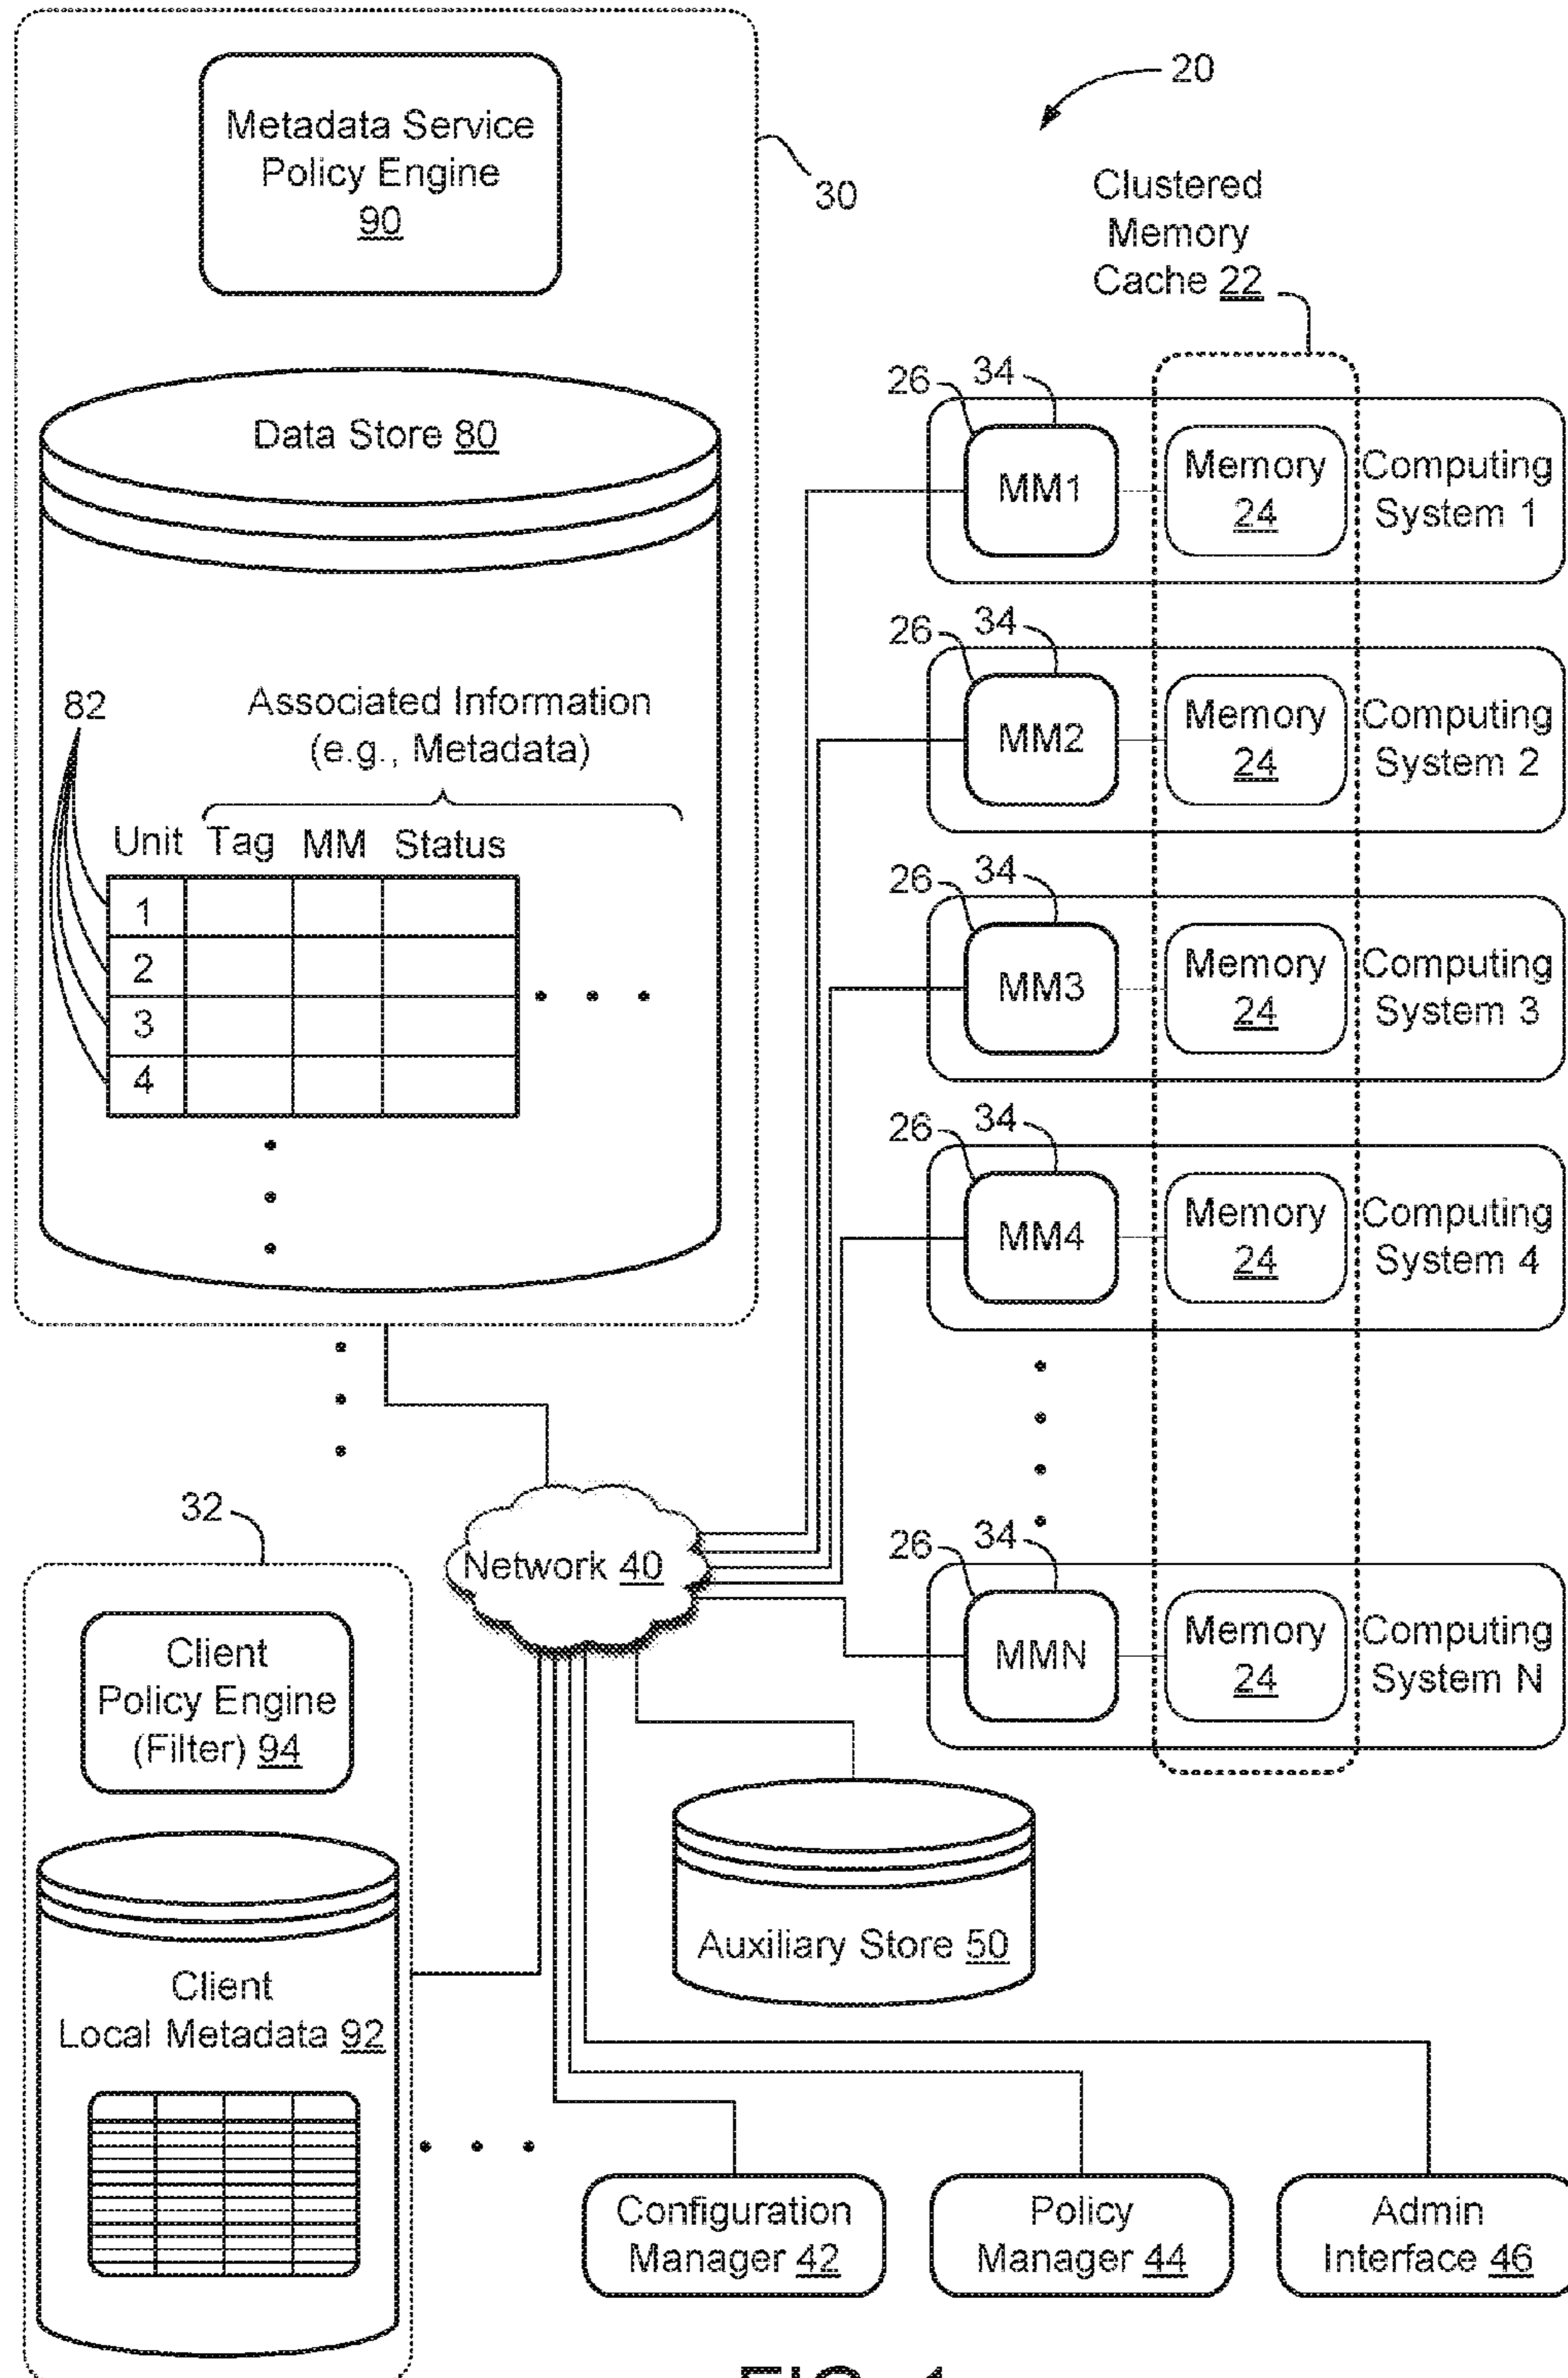 20
Metadata Service
Policy Engine
90
30
Clustered
Memory
Cache 22
Data Store 80
82
Associated Information
(e.g., Metadata)
Unit Tag MM Status
1
2
3
4
26 34
MM1
Memory
24
Computing
System 1
26 34
MM2
Memory
24
Computing
System 2
26 34
MM3
Memory
24
Computing
System 3
26 34
MM4
Memory
24
Computing
System 4
26 34
MMN
Memory
24
Computing
System N
Network 40
32
Client
Policy Engine
(Filter) 94
Client
Local Metadata 92
Auxiliary Store 50
Configuration
Manager 42
Policy
Manager 44
Admin
Interface 46
FIG. 1